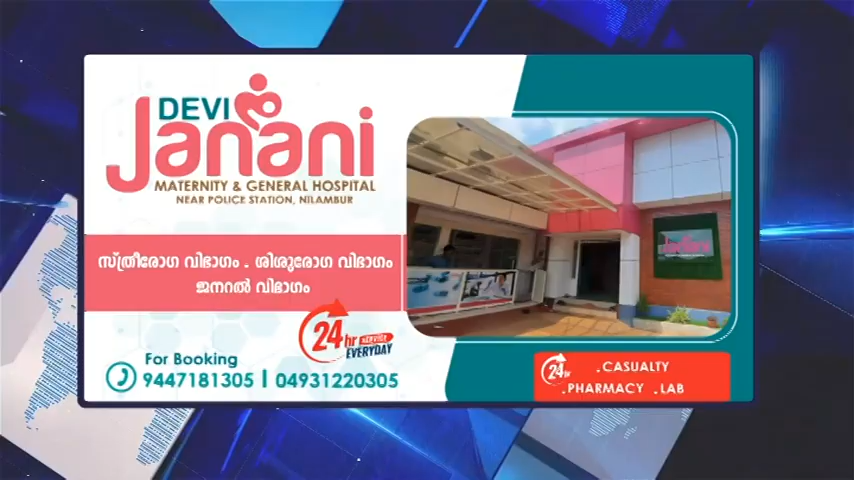 DEVI
Janani
MATERNITY & GENERAL HOSPITAL
NEAR POLICE STATION, NILAMBUR
സ്ത്രീരോഗ വിഭാഗം . ശിശുരോഗ വിഭാഗം
ജനറൽ വിഭാഗം
24hr SERVICE
EVERYDAY
For Booking
9447181305 | 04931220305
Janani
24hr
.CASUALTY
.PHARMACY .LAB